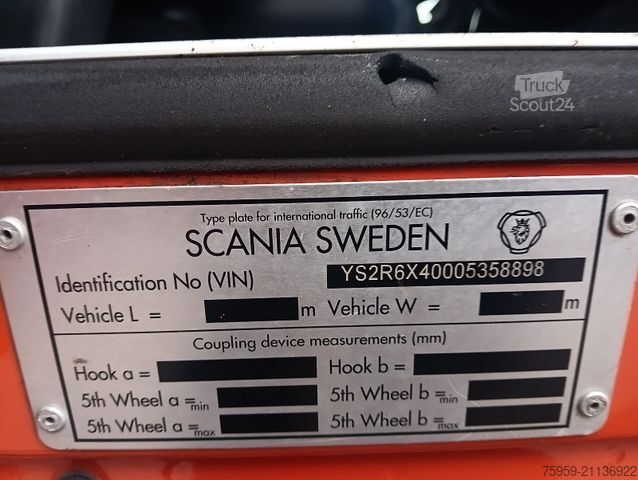 Truck
Scout24
Type plate for international traffic (96/53/EC)
SCANIA SWEDEN
Identification No (VIN) YS2R6X40005358898
Vehicle L = m Vehicle W = m
Coupling device measurements (mm)
Hook a = Hook b =
5th Wheel a =min 5th Wheel b =min
5th Wheel a =max 5th Wheel b =max
75959-21136922